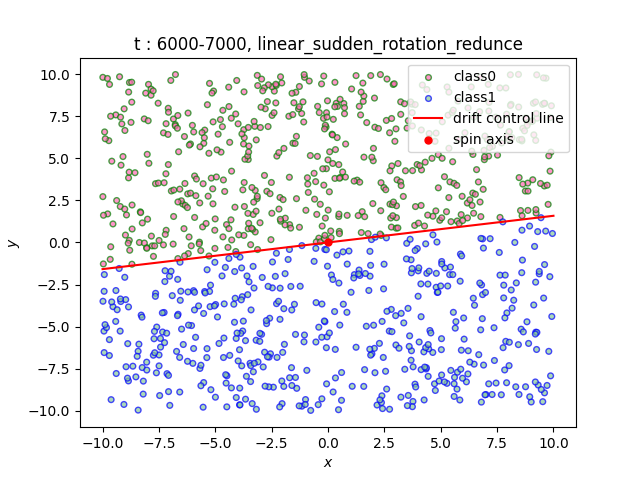 t : 6000-7000, linear_sudden_rotation_redunce
class0
class1
drift control line
spin axis
10.0
7.5
5.0
2.5
0.0
−2.5
−5.0
−7.5
−10.0
y
−10.0 −7.5 −5.0 −2.5 0.0 2.5 5.0 7.5 10.0
x